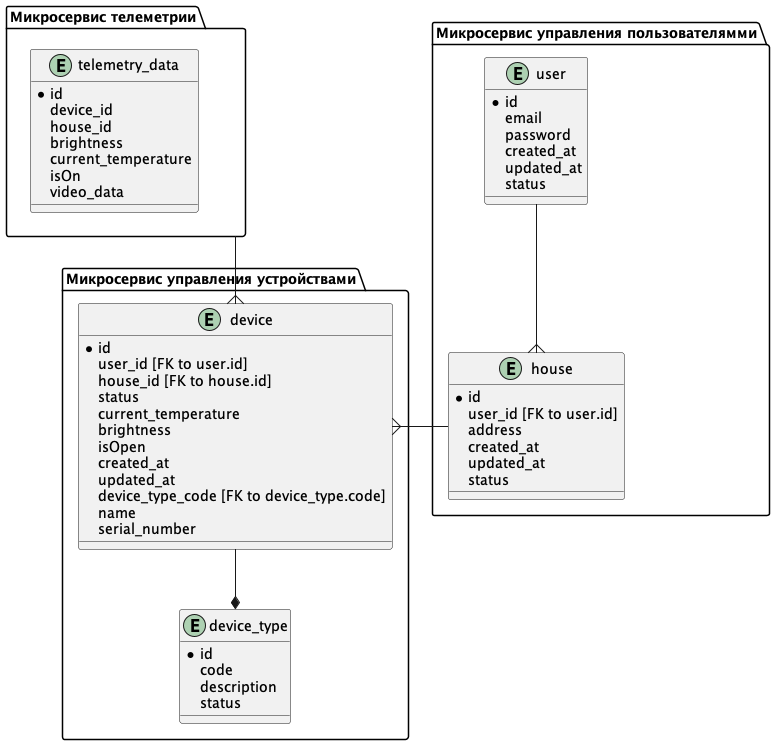 Микросервис телеметрии
E telemetry_data
id
device_id
house_id
brightness
current_temperature
isOn
video_data
Микросервис управления пользователямми
E user
id
email
password
created_at
updated_at
status
Микросервис управления устройствами
E device
id
user_id [FK to user.id]
house_id [FK to house.id]
status
current_temperature
brightness
isOpen
created_at
updated_at
device_type_code [FK to device_type.code]
name
serial_number
E house
id
user_id [FK to user.id]
address
created_at
updated_at
status
E device_type
id
code
description
status